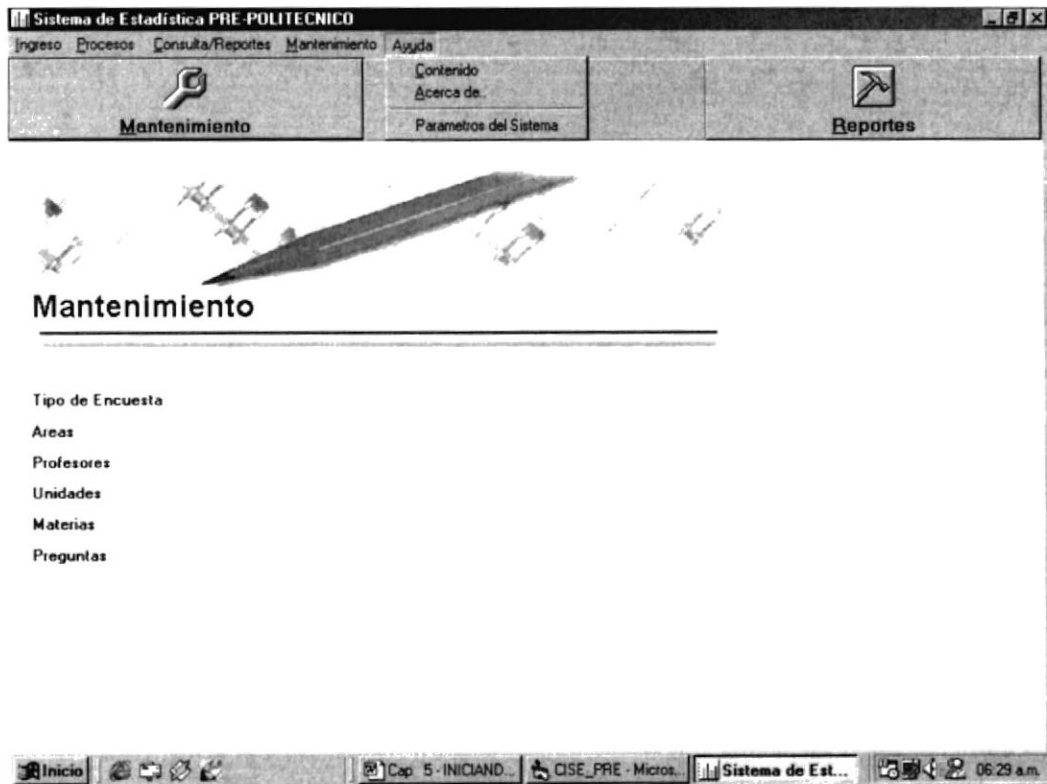 Sistema de Estadística PRE-POLITECNICO
Ingreso Procesos Consulta/Reportes Mantenimiento Ayuda
Contenido
Acerca de..
Parametros del Sistema
Mantenimiento
Reportes
Mantenimiento
Tipo de Encuesta
Areas
Profesores
Unidades
Materias
Preguntas
Inicio Cap 5 - INICIAND... CISE_PRE - Micros... Sistema de Est... 06:29 a.m.